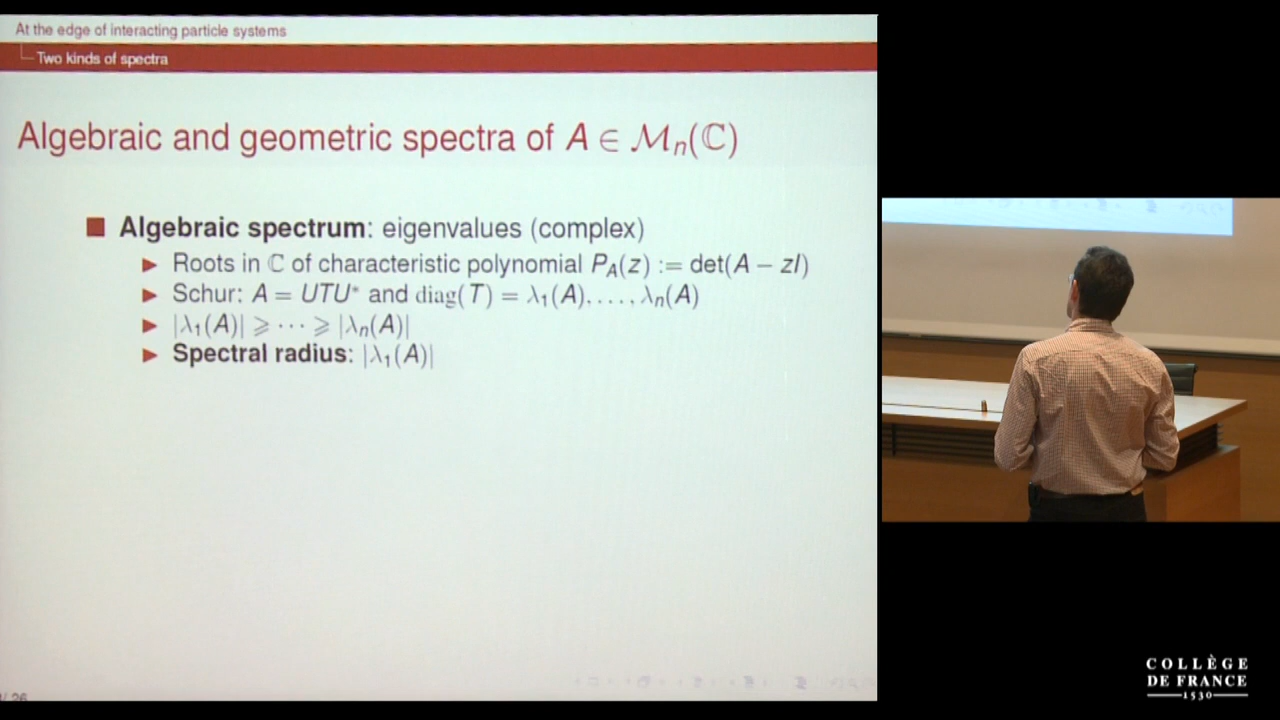 At the edge of interacting particle systems
Two kinds of spectra
Algebraic and geometric spectra of A ∈ Mₙ(ℂ)
Algebraic spectrum: eigenvalues (complex)
Roots in ℂ of characteristic polynomial P_A(z) := det(A − zI)
Schur: A = UTU* and diag(T) = λ₁(A), . . . , λₙ(A)
|λ₁(A)| ⩾ · · · ⩾ |λₙ(A)|
Spectral radius: |λ₁(A)|
/ 26
COLLÈGE
DE FRANCE
1530